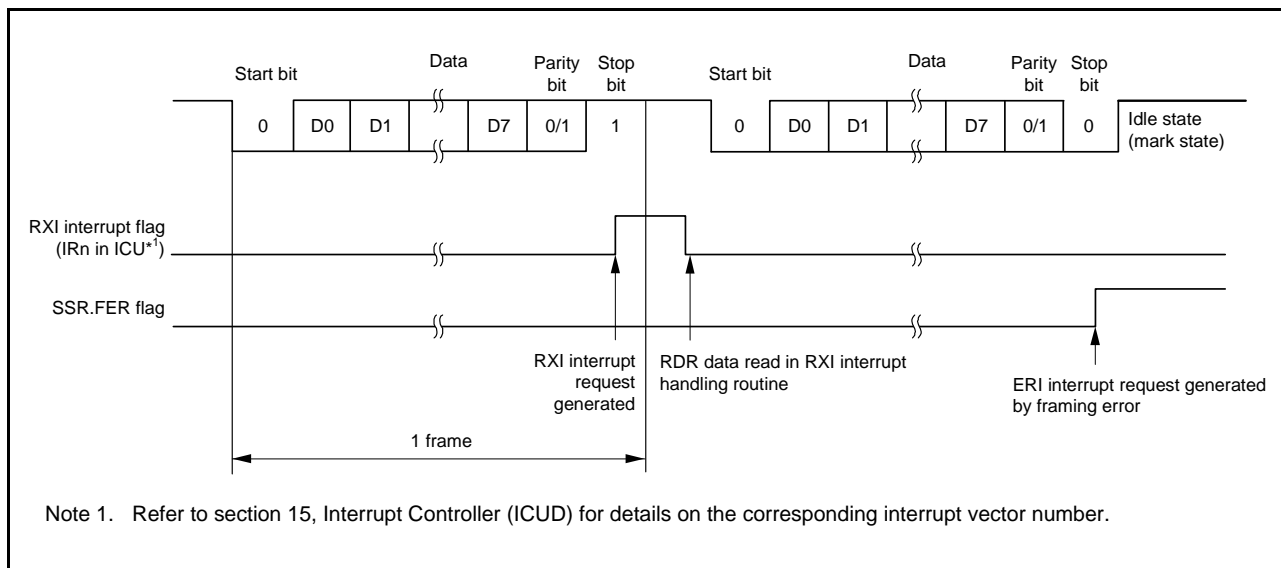 Start bit Data Parity bit Stop bit Start bit Data Parity bit Stop bit
0 D0 D1 D7 0/1 1 0 D0 D1 D7 0/1 0 Idle state (mark state)
RXI interrupt flag
(IRn in ICU*1)
SSR.FER flag
RXI interrupt
request
generated
RDR data read in RXI interrupt
handling routine
ERI interrupt request generated
by framing error
1 frame
Note 1. Refer to section 15, Interrupt Controller (ICUD) for details on the corresponding interrupt vector number.